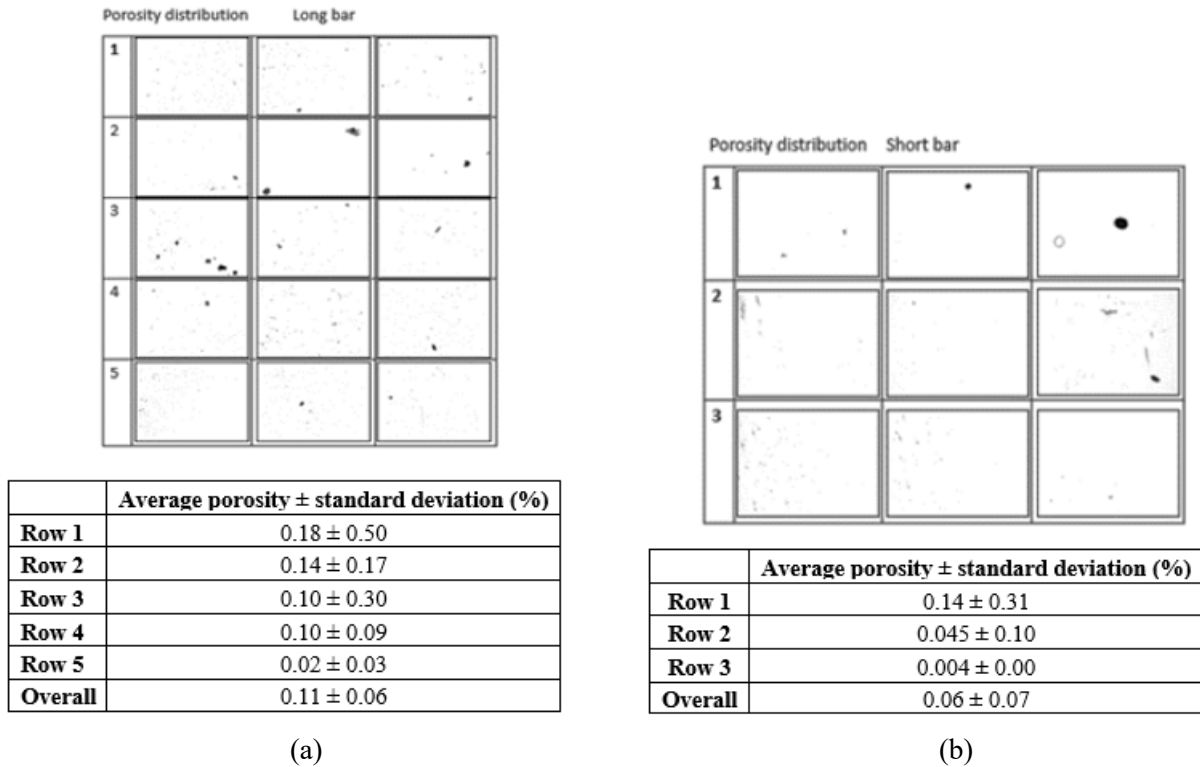 Porosity distribution Long bar
1
2
3
4
5
Average porosity ± standard deviation (%)
Row 1 0.18 ± 0.50
Row 2 0.14 ± 0.17
Row 3 0.10 ± 0.30
Row 4 0.10 ± 0.09
Row 5 0.02 ± 0.03
Overall 0.11 ± 0.06
(a)
Porosity distribution Short bar
1
2
3
Average porosity ± standard deviation (%)
Row 1 0.14 ± 0.31
Row 2 0.045 ± 0.10
Row 3 0.004 ± 0.00
Overall 0.06 ± 0.07
(b)